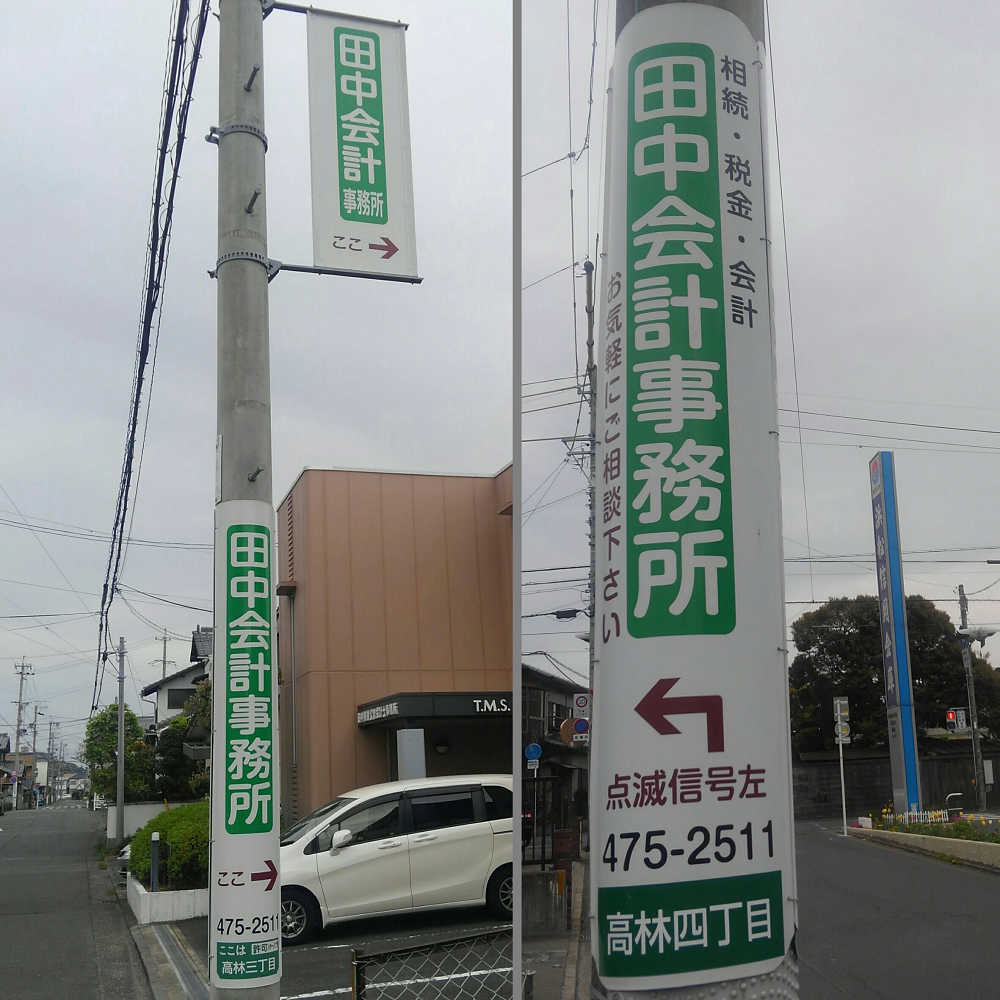 田中会計
事務所
ここ
田中会計事務所
ここ
475-2511
ここは
高林三丁目
T.M.S.
相続・税金・会計
田中会計事務所
お気軽にご相談下さい
点滅信号左
475-2511
高林四丁目
30